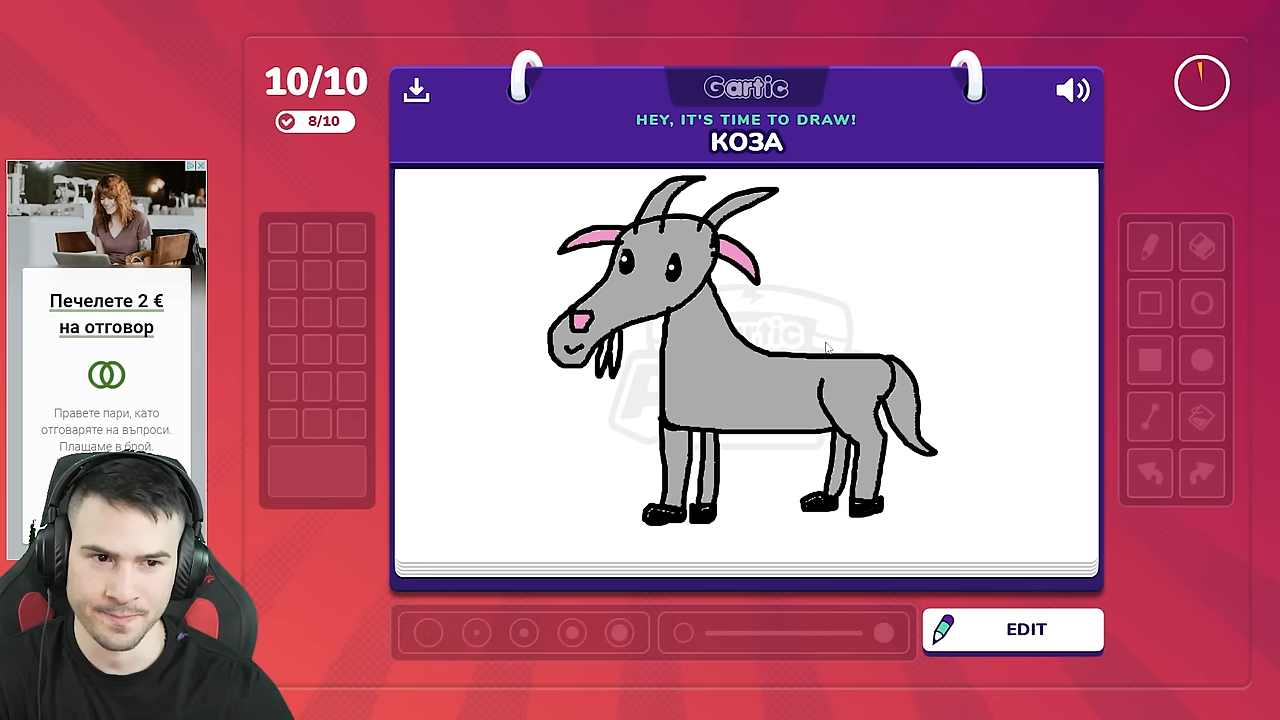 10/10
8/10
Gartic
HEY, IT'S TIME TO DRAW!
КОЗА
Печелете 2 €
на отговор
Правете пари, като
отговаряте на въпроси.
Плащаме в брой.
EDIT